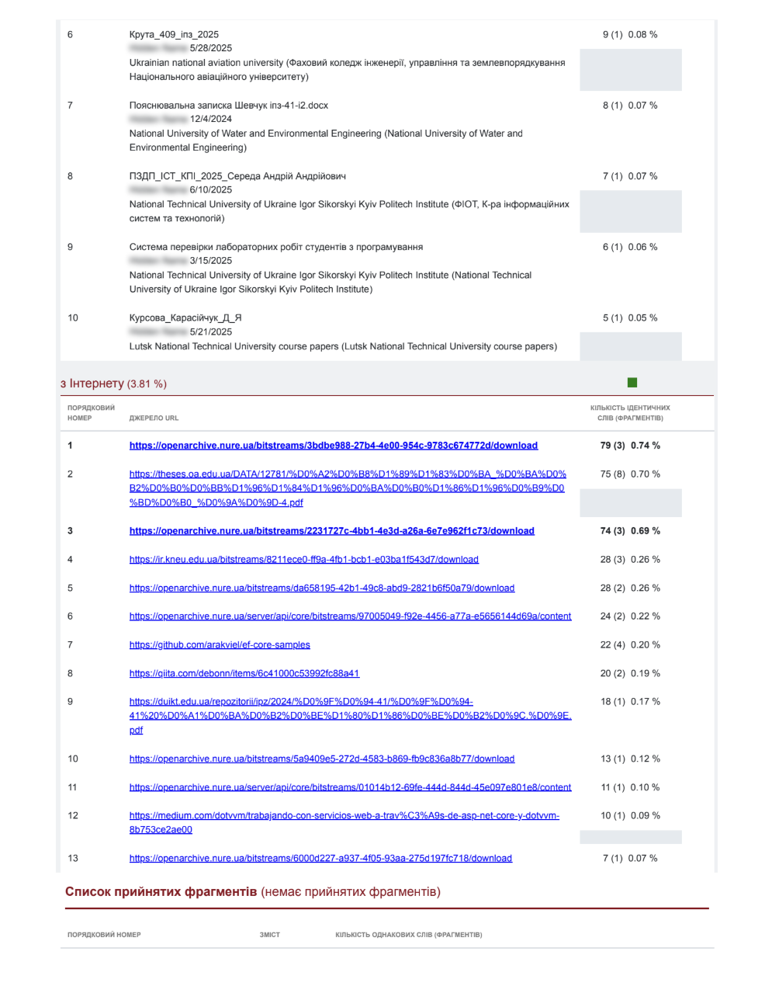 6 Крута_409_іпз_2025 9 (1) 0.08 %
5/28/2025
Ukrainian national aviation university (Фаховий коледж інженерії, управління та землевпорядкування
Національного авіаційного університету)
7 Пояснювальна записка Шевчук іпз-41-і2.docx 8 (1) 0.07 %
12/4/2024
National University of Water and Environmental Engineering (National University of Water and
Environmental Engineering)
8 ПЗДП_ІСТ_КПІ_2025_Середа Андрій Андрійович 7 (1) 0.07 %
6/10/2025
National Technical University of Ukraine Igor Sikorskyi Kyiv Politech Institute (ФІОТ, К-ра інформаційних
систем та технологій)
9 Система перевірки лабораторних робіт студентів з програмування 6 (1) 0.06 %
3/15/2025
National Technical University of Ukraine Igor Sikorskyi Kyiv Politech Institute (National Technical
University of Ukraine Igor Sikorskyi Kyiv Politech Institute)
10 Курсова_Карасійчук_Д_Я 5 (1) 0.05 %
5/21/2025
Lutsk National Technical University course papers (Lutsk National Technical University course papers)
з Інтернету (3.81 %)
ПОРЯДКОВИЙ НОМЕР ДЖЕРЕЛО URL КІЛЬКІСТЬ ІДЕНТИЧНИХ СЛІВ (ФРАГМЕНТІВ)
1 https://openarchive.nure.ua/bitstreams/3bdbe988-27b4-4e00-954c-9783c674772d/download 79 (3) 0.74 %
2 https://theses.oa.edu.ua/DATA/12781/%D0%A2%D0%B8%D1%89%D1%83%D0%BA_%D0%BA%D0% 75 (8) 0.70 %
B2%D0%B0%D0%BB%D1%96%D1%84%D1%96%D0%BA%D0%B0%D1%86%D1%96%D0%B9%D0
%BD%D0%B0_%D0%9A%D0%9D-4.pdf
3 https://openarchive.nure.ua/bitstreams/2231727c-4bb1-4e3d-a26a-6e7e962f1c73/download 74 (3) 0.69 %
4 https://ir.kneu.edu.ua/bitstreams/8211ece0-ff9a-4fb1-bcb1-e03ba1f543d7/download 28 (3) 0.26 %
5 https://openarchive.nure.ua/bitstreams/da658195-42b1-49c8-abd9-2821b6f50a79/download 28 (2) 0.26 %
6 https://openarchive.nure.ua/server/api/core/bitstreams/97005049-f92e-4456-a77a-e5656144d69a/content 24 (2) 0.22 %
7 https://github.com/arakviel/ef-core-samples 22 (4) 0.20 %
8 https://qiita.com/debonn/items/6c41000c53992fc88a41 20 (2) 0.19 %
9 https://duikt.edu.ua/repozitorii/ipz/2024/%D0%9F%D0%94-41/%D0%9F%D0%94- 18 (1) 0.17 %
41%20%D0%A1%D0%BA%D0%B2%D0%BE%D1%80%D1%86%D0%BE%D0%B2%D0%9C.%D0%9E.
pdf
10 https://openarchive.nure.ua/bitstreams/5a9409e5-272d-4583-b869-fb9c836a8b77/download 13 (1) 0.12 %
11 https://openarchive.nure.ua/server/api/core/bitstreams/01014b12-69fe-444d-844d-45e097e801e8/content 11 (1) 0.10 %
12 https://medium.com/dotvvm/trabajando-con-servicios-web-a-trav%C3%A9s-de-asp-net-core-y-dotvvm- 10 (1) 0.09 %
8b753ce2ae00
13 https://openarchive.nure.ua/bitstreams/6000d227-a937-4f05-93aa-275d197fc718/download 7 (1) 0.07 %
Список прийнятих фрагментів (немає прийнятих фрагментів)
ПОРЯДКОВИЙ НОМЕР ЗМІСТ КІЛЬКІСТЬ ОДНАКОВИХ СЛІВ (ФРАГМЕНТІВ)